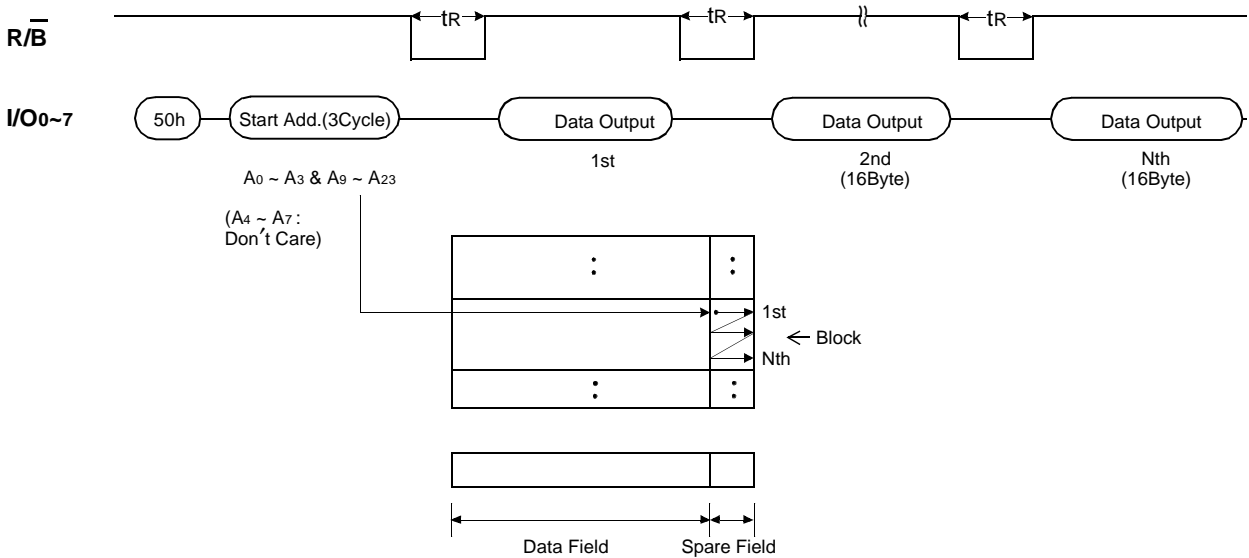 tR tR tR
R/B̅
I/O0~7 50h Start Add.(3Cycle) Data Output Data Output Data Output
1st 2nd Nth
(16Byte) (16Byte)
A0 ~ A3 & A9 ~ A23
(A4 ~ A7 :
Don't Care)
1st
Block
Nth
Data Field Spare Field